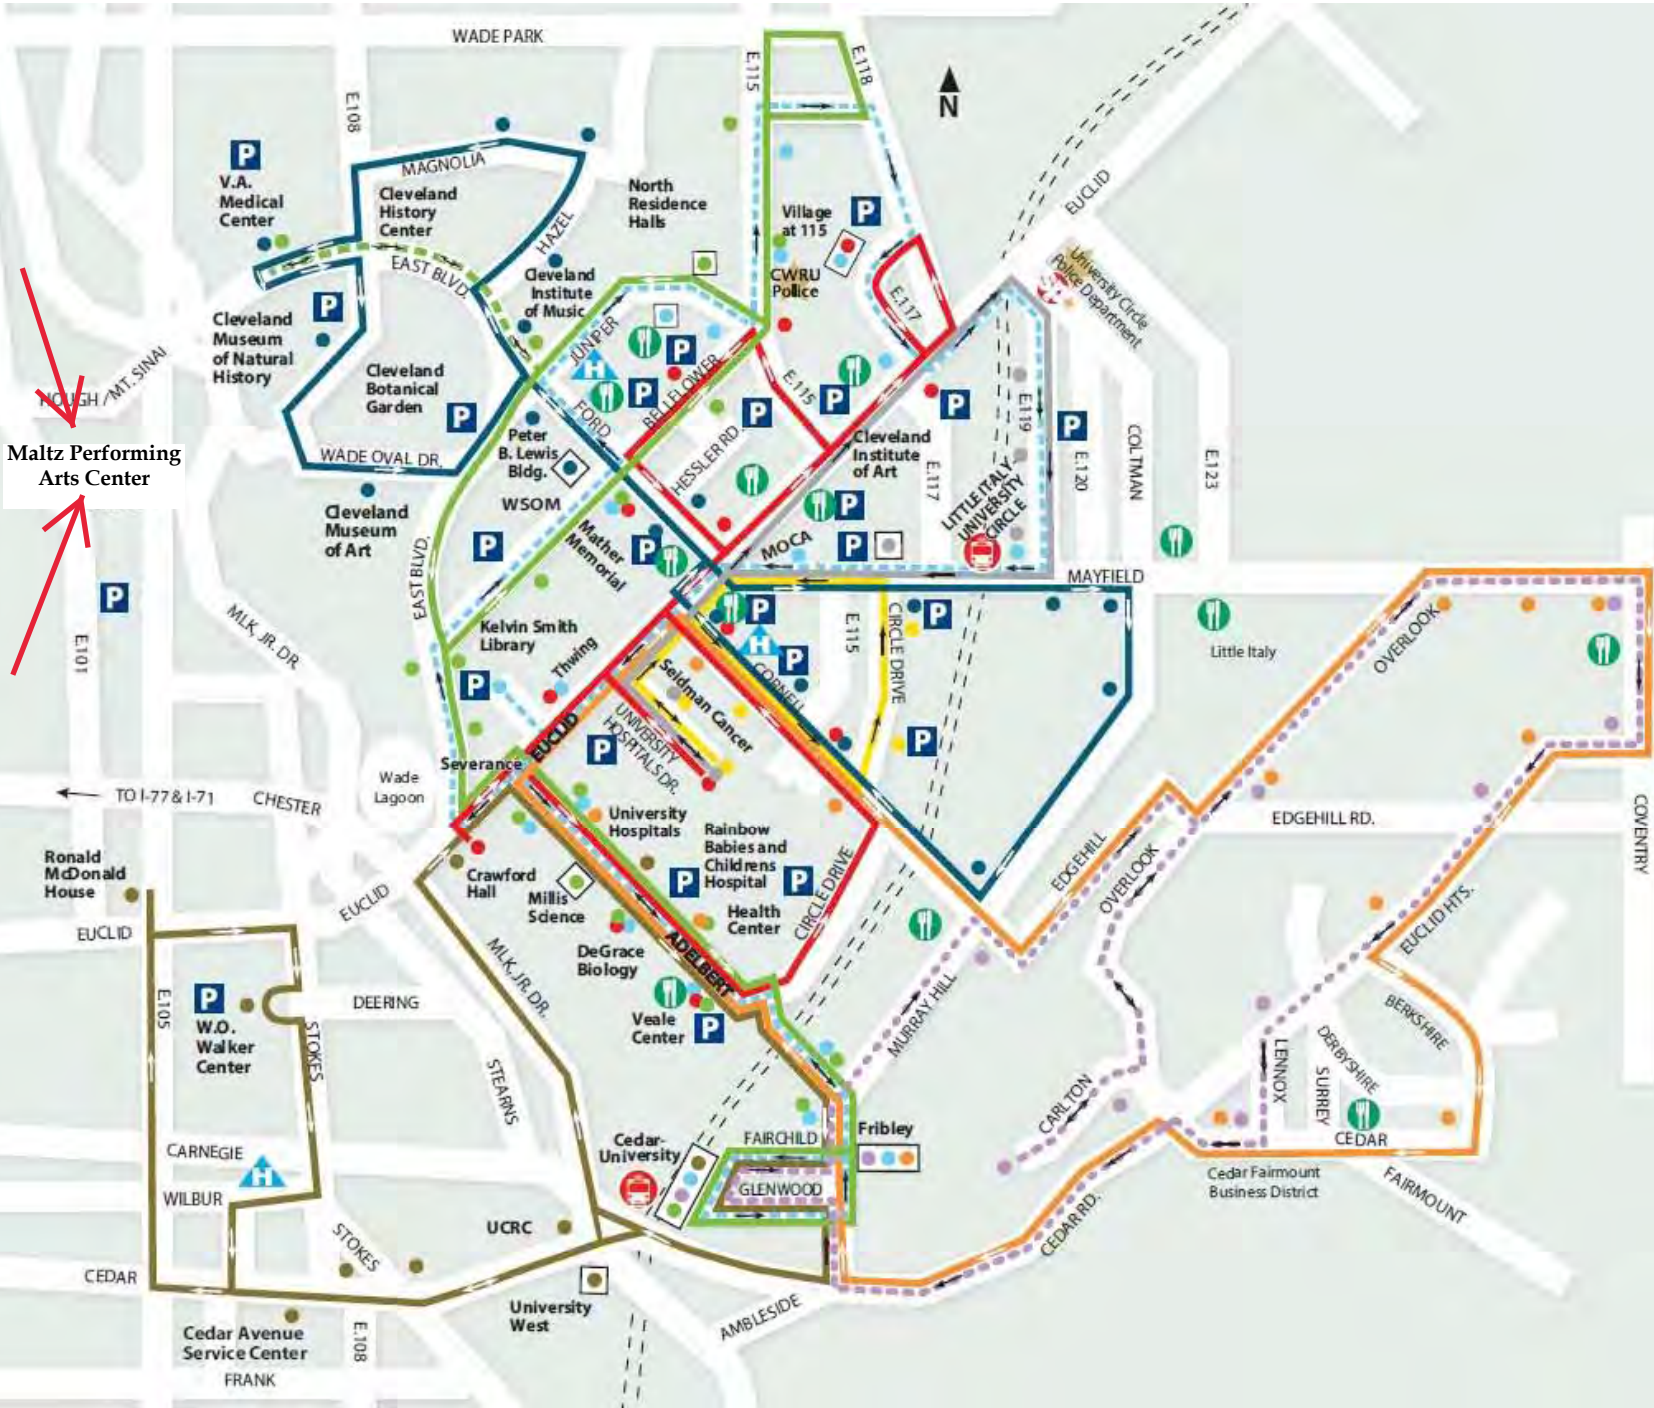 WADE PARK
E.115
E.118
N
E.108
EUCLID
P
V.A.
Medical
Center
MAGNOLIA
Cleveland
History
Center
HAZEL
North
Residence
Halls
Village
at 115
P
CWRU
Police
University Circle
Police Department
EAST BLVD.
Cleveland
Institute
of Music
E.117
P
Cleveland
Museum
of Natural
History
HOUGH / MT. SINAI
JUNIPER
H
P
P
BELLFLOWER
FORD
E.115
P
P
P
P
Cleveland
Botanical
Garden
P
WADE OVAL DR.
Peter
B. Lewis
Bldg.
WSOM
HESSLER RD.
Cleveland
Institute
of Art
E.117
E119
E.120
COLTMAN
E.123
Maltz Performing
Arts Center
Cleveland
Museum
of Art
P
Mather
Memorial
P
P
MOCA
P
LITTLE ITALY
UNIVERSITY
CIRCLE
MAYFIELD
EAST BLVD.
P
E.101
MLK, JR. DR.
Kelvin Smith
Library
P
Thwing
P
H
P
CORNELL
E.115
CIRCLE DRIVE
P
P
Little Italy
OVERLOOK
Seidman Cancer
UNIVERSITY
HOSPITALS DR.
P
EUCLID
Severance
Wade
Lagoon
TO I-77 & I-71
CHESTER
EDGEHILL RD.
COVENTRY
University
Hospitals
Rainbow
Babies and
Childrens
Hospital
P
P
CIRCLE DRIVE
EDGEHILL
OVERLOOK
Ronald
McDonald
House
Crawford
Hall
Millis
Science
Health
Center
EUCLID
EUCLID
ADELBERT
DeGrace
Biology
MLK, JR. DR.
EUCLID HTS.
E.105
P
W.O.
Walker
Center
DEERING
STOKES
Veale
Center
P
MURRAY HILL
BERKSHIRE
DERBYSHIRE
LENNOX
SURREY
STEARNS
CARLTON
CARNEGIE
H
WILBUR
Cedar-
University
FAIRCHILD
GLENWOOD
Fribley
CEDAR
Cedar Fairmount
Business District
FAIRMOUNT
UCRC
STOKES
CEDAR RD.
CEDAR
University
West
AMBLESIDE
Cedar Avenue
Service Center
E.108
FRANK